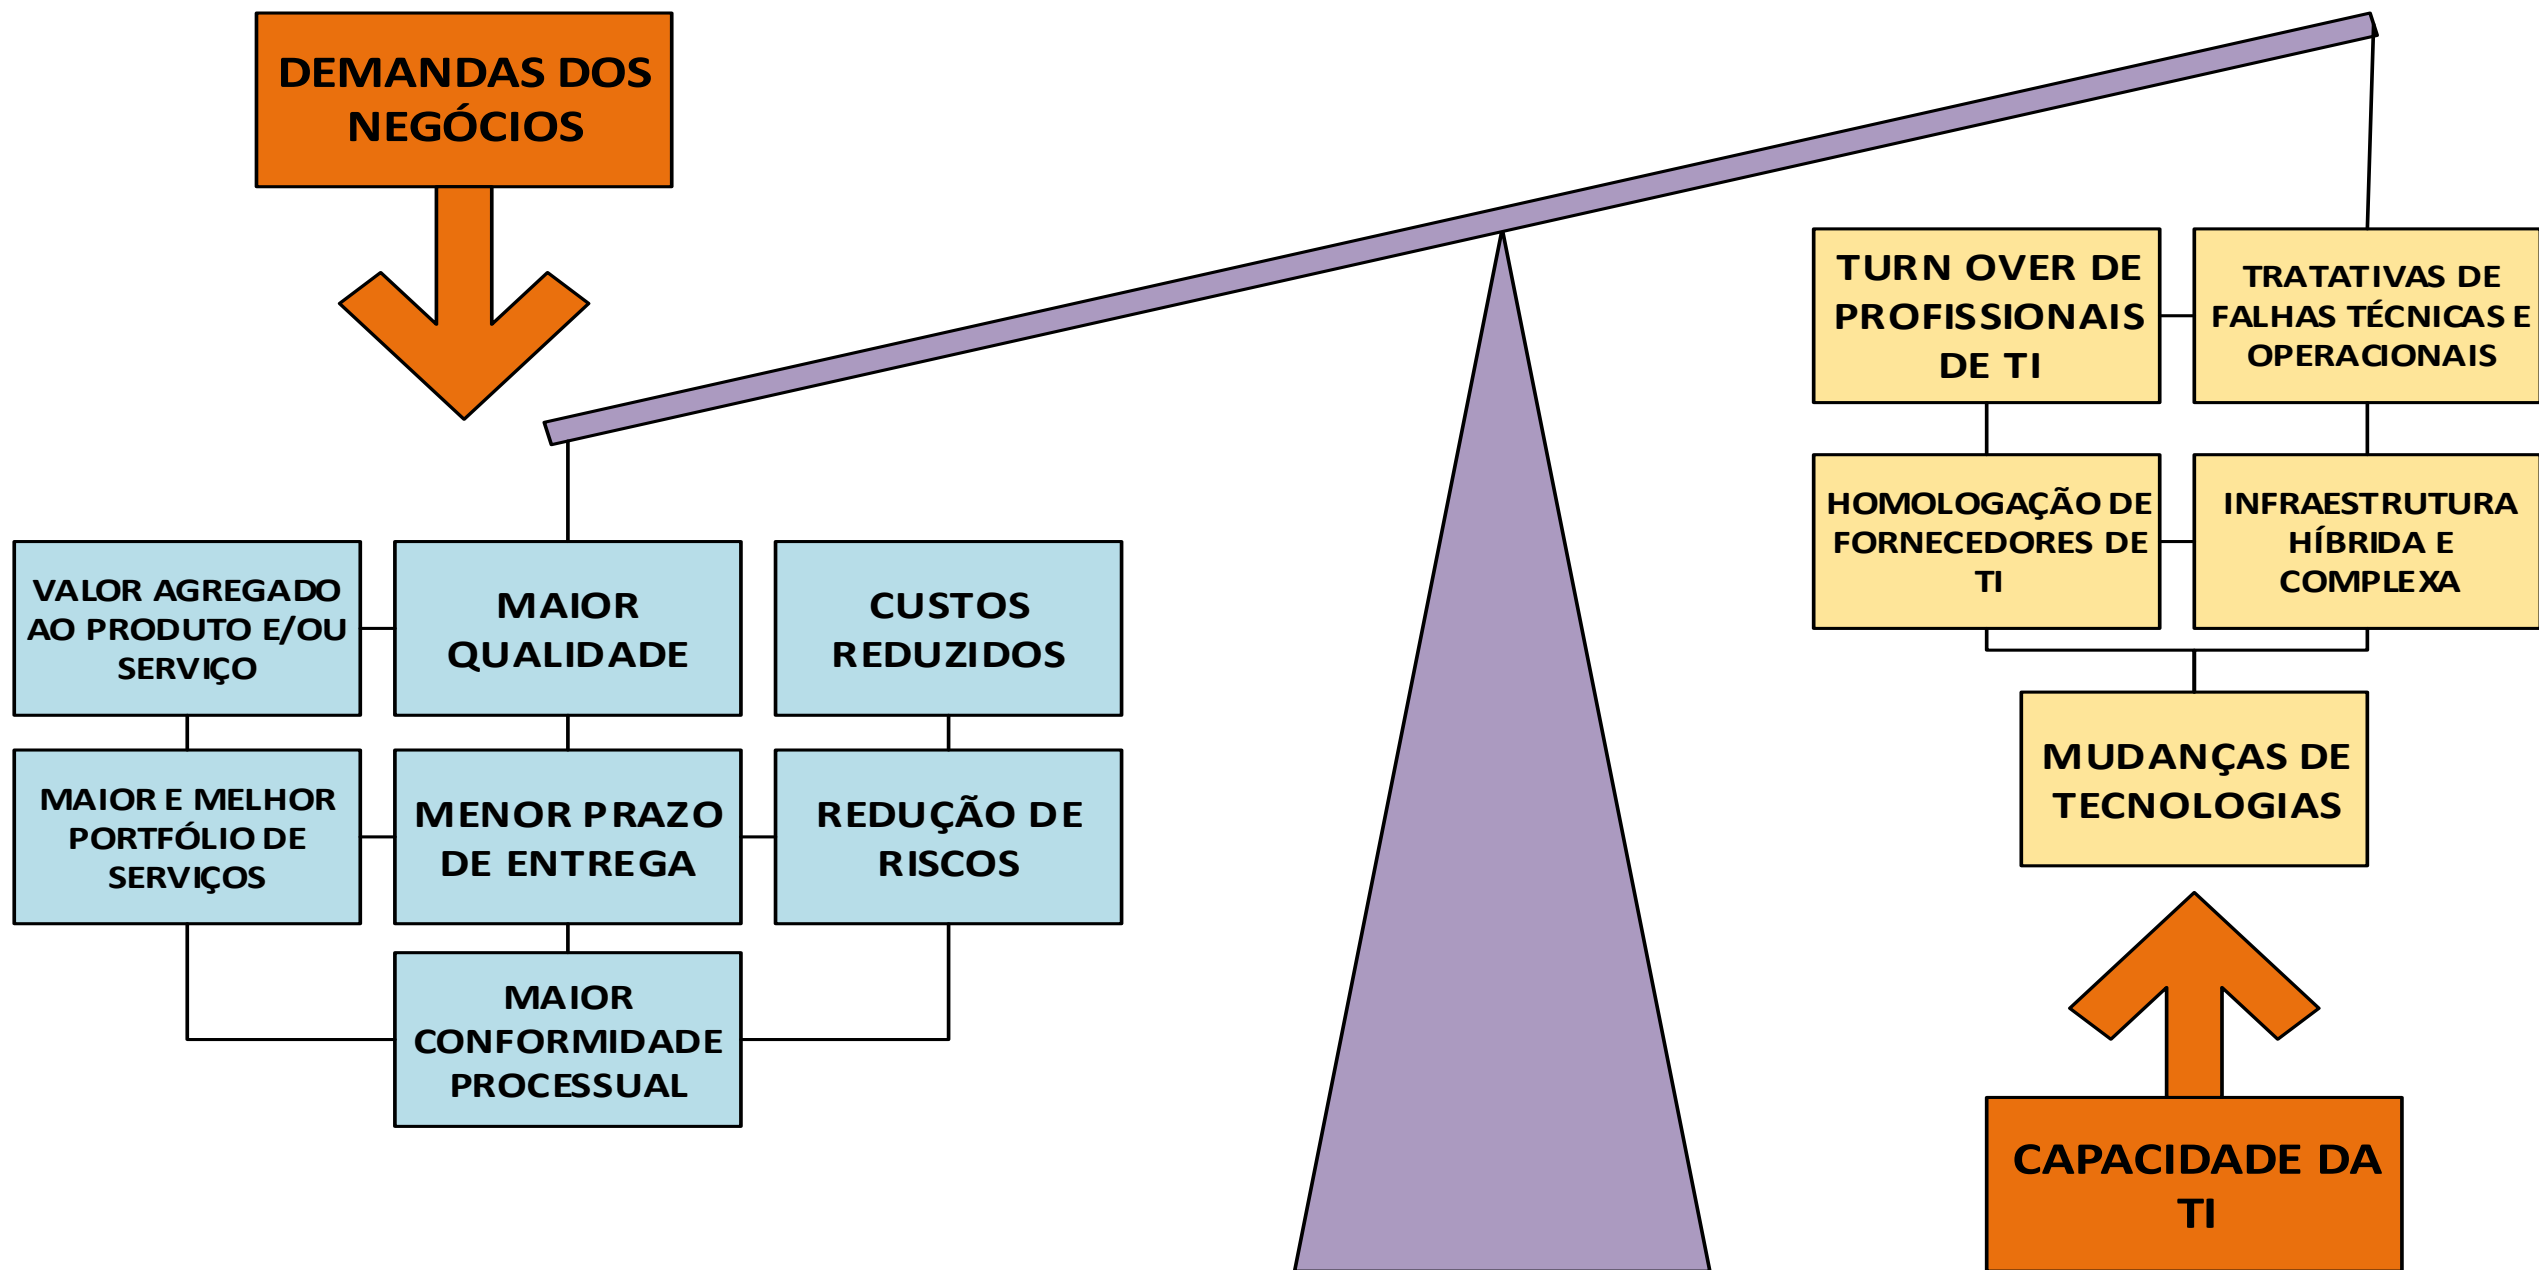 DEMANDAS DOS
NEGÓCIOS
VALOR AGREGADO
AO PRODUTO E/OU
SERVIÇO
MAIOR
QUALIDADE
CUSTOS
REDUZIDOS
MAIOR E MELHOR
PORTFÓLIO DE
SERVIÇOS
MENOR PRAZO
DE ENTREGA
REDUÇÃO DE
RISCOS
MAIOR
CONFORMIDADE
PROCESSUAL
TURN OVER DE
PROFISSIONAIS
DE TI
TRATATIVAS DE
FALHAS TÉCNICAS E
OPERACIONAIS
HOMOLOGAÇÃO DE
FORNECEDORES DE
TI
INFRAESTRUTURA
HÍBRIDA E
COMPLEXA
MUDANÇAS DE
TECNOLOGIAS
CAPACIDADE DA
TI